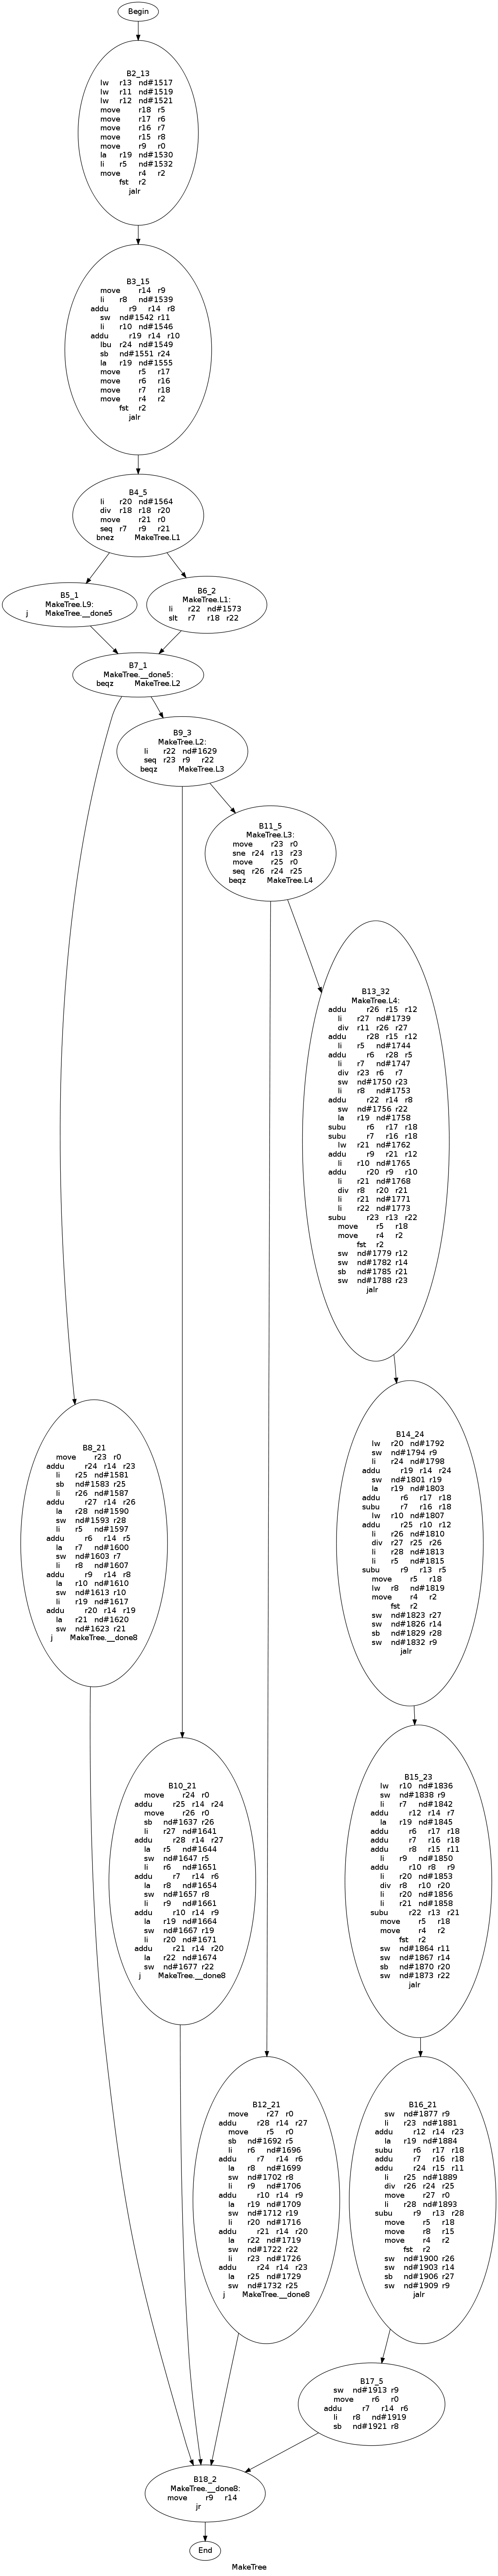 Begin
B2_13
lw r13 nd#1517
lw r11 nd#1519
lw r12 nd#1521
move r18 r5
move r17 r6
move r16 r7
move r15 r8
move r9 r0
la r19 nd#1530
li r5 nd#1532
move r4 r2
fst r2
jalr
B3_15
move r14 r9
li r8 nd#1539
addu r9 r14 r8
sw nd#1542 r11
li r10 nd#1546
addu r19 r14 r10
lbu r24 nd#1549
sb nd#1551 r24
la r19 nd#1555
move r5 r17
move r6 r16
move r7 r18
move r4 r2
fst r2
jalr
B4_5
li r20 nd#1564
div r18 r18 r20
move r21 r0
seq r7 r9 r21
bnez MakeTree.L1
B5_1
MakeTree.L9:
j MakeTree.__done5
B6_2
MakeTree.L1:
li r22 nd#1573
slt r7 r18 r22
B7_1
MakeTree.__done5:
beqz MakeTree.L2
B9_3
MakeTree.L2:
li r22 nd#1629
seq r23 r9 r22
beqz MakeTree.L3
B11_5
MakeTree.L3:
move r23 r0
sne r24 r13 r23
move r25 r0
seq r26 r24 r25
beqz MakeTree.L4
B13_32
MakeTree.L4:
addu r26 r15 r12
li r27 nd#1739
div r11 r26 r27
addu r28 r15 r12
li r5 nd#1744
addu r6 r28 r5
li r7 nd#1747
div r23 r6 r7
sw nd#1750 r23
li r8 nd#1753
addu r22 r14 r8
sw nd#1756 r22
la r19 nd#1758
subu r6 r17 r18
subu r7 r16 r18
lw r21 nd#1762
addu r9 r21 r12
li r10 nd#1765
addu r20 r9 r10
li r21 nd#1768
div r8 r20 r21
li r21 nd#1771
li r22 nd#1773
subu r23 r13 r22
move r5 r18
move r4 r2
fst r2
sw nd#1779 r12
sw nd#1782 r14
sb nd#1785 r21
sw nd#1788 r23
jalr
B14_24
lw r20 nd#1792
sw nd#1794 r9
li r24 nd#1798
addu r19 r14 r24
sw nd#1801 r19
la r19 nd#1803
addu r6 r17 r18
subu r7 r16 r18
lw r10 nd#1807
addu r25 r10 r12
li r26 nd#1810
div r27 r25 r26
li r28 nd#1813
li r5 nd#1815
subu r9 r13 r5
move r5 r18
lw r8 nd#1819
move r4 r2
fst r2
sw nd#1823 r27
sw nd#1826 r14
sb nd#1829 r28
sw nd#1832 r9
jalr
B8_21
move r23 r0
addu r24 r14 r23
li r25 nd#1581
sb nd#1583 r25
li r26 nd#1587
addu r27 r14 r26
la r28 nd#1590
sw nd#1593 r28
li r5 nd#1597
addu r6 r14 r5
la r7 nd#1600
sw nd#1603 r7
li r8 nd#1607
addu r9 r14 r8
la r10 nd#1610
sw nd#1613 r10
li r19 nd#1617
addu r20 r14 r19
la r21 nd#1620
sw nd#1623 r21
j MakeTree.__done8
B15_23
lw r10 nd#1836
sw nd#1838 r9
li r7 nd#1842
addu r12 r14 r7
la r19 nd#1845
addu r6 r17 r18
addu r7 r16 r18
addu r8 r15 r11
li r9 nd#1850
addu r10 r8 r9
li r20 nd#1853
div r8 r10 r20
li r20 nd#1856
li r21 nd#1858
subu r22 r13 r21
move r5 r18
move r4 r2
fst r2
sw nd#1864 r11
sw nd#1867 r14
sb nd#1870 r20
sw nd#1873 r22
jalr
B10_21
move r24 r0
addu r25 r14 r24
move r26 r0
sb nd#1637 r26
li r27 nd#1641
addu r28 r14 r27
la r5 nd#1644
sw nd#1647 r5
li r6 nd#1651
addu r7 r14 r6
la r8 nd#1654
sw nd#1657 r8
li r9 nd#1661
addu r10 r14 r9
la r19 nd#1664
sw nd#1667 r19
li r20 nd#1671
addu r21 r14 r20
la r22 nd#1674
sw nd#1677 r22
j MakeTree.__done8
B12_21
move r27 r0
addu r28 r14 r27
move r5 r0
sb nd#1692 r5
li r6 nd#1696
addu r7 r14 r6
la r8 nd#1699
sw nd#1702 r8
li r9 nd#1706
addu r10 r14 r9
la r19 nd#1709
sw nd#1712 r19
li r20 nd#1716
addu r21 r14 r20
la r22 nd#1719
sw nd#1722 r22
li r23 nd#1726
addu r24 r14 r23
la r25 nd#1729
sw nd#1732 r25
j MakeTree.__done8
B16_21
sw nd#1877 r9
li r23 nd#1881
addu r12 r14 r23
la r19 nd#1884
subu r6 r17 r18
addu r7 r16 r18
addu r24 r15 r11
li r25 nd#1889
div r26 r24 r25
move r27 r0
li r28 nd#1893
subu r9 r13 r28
move r5 r18
move r8 r15
move r4 r2
fst r2
sw nd#1900 r26
sw nd#1903 r14
sb nd#1906 r27
sw nd#1909 r9
jalr
B17_5
sw nd#1913 r9
move r6 r0
addu r7 r14 r6
li r8 nd#1919
sb nd#1921 r8
B18_2
MakeTree.__done8:
move r9 r14
jr
End
MakeTree